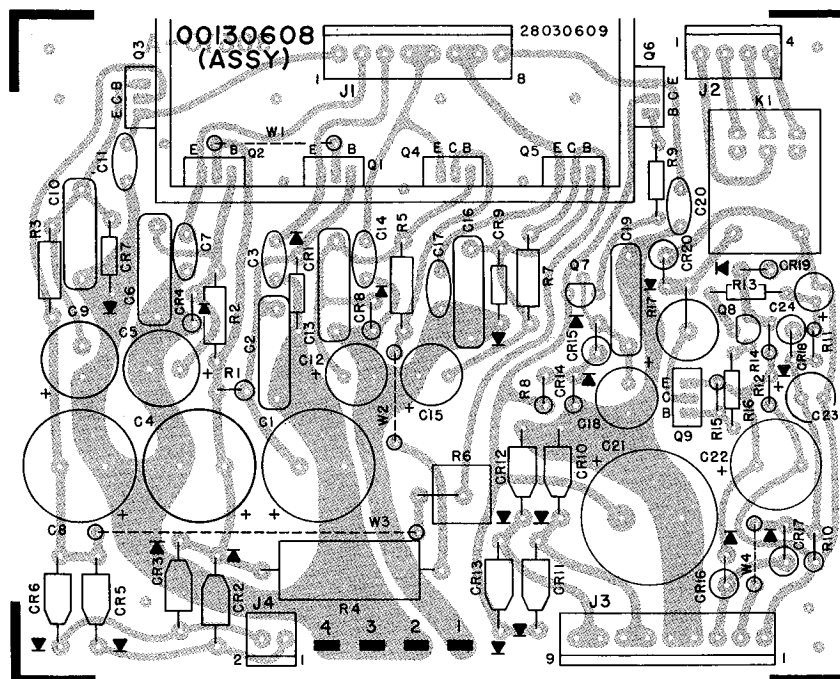 00130608
(ASSY)
28030609
Q3
E C B
1
J1
8
Q6
B C E
1
4
J2
K1
W1
E
B
Q2
E
B
Q1
Q4
E C B
Q5
E C B
C11
C10
R9
C20
R3
CR7
C6
C7
C3
CR1
C14
R5
C17
C16
CR9
R7
Q7
C19
CR20
CR19
R13
C9
C5
CR4
R2
C2
C13
CR8
R17
Q8
C24
+
C12
+
+
CR15
+
R14
CR18
+
R11
+
R1
W2
+
C15
R8
CR14
C18
E
C
B
Q9
R15
R16
R12
C23
C4
C1
R6
CR12
CR10
C21
+
C22
+
+
+
+
C8
W3
CR6
CR5
CR3
CR2
R4
CR13
CR11
CR16
W4
CR17
R10
J4
2
1
4
3
2
1
J3
9
1